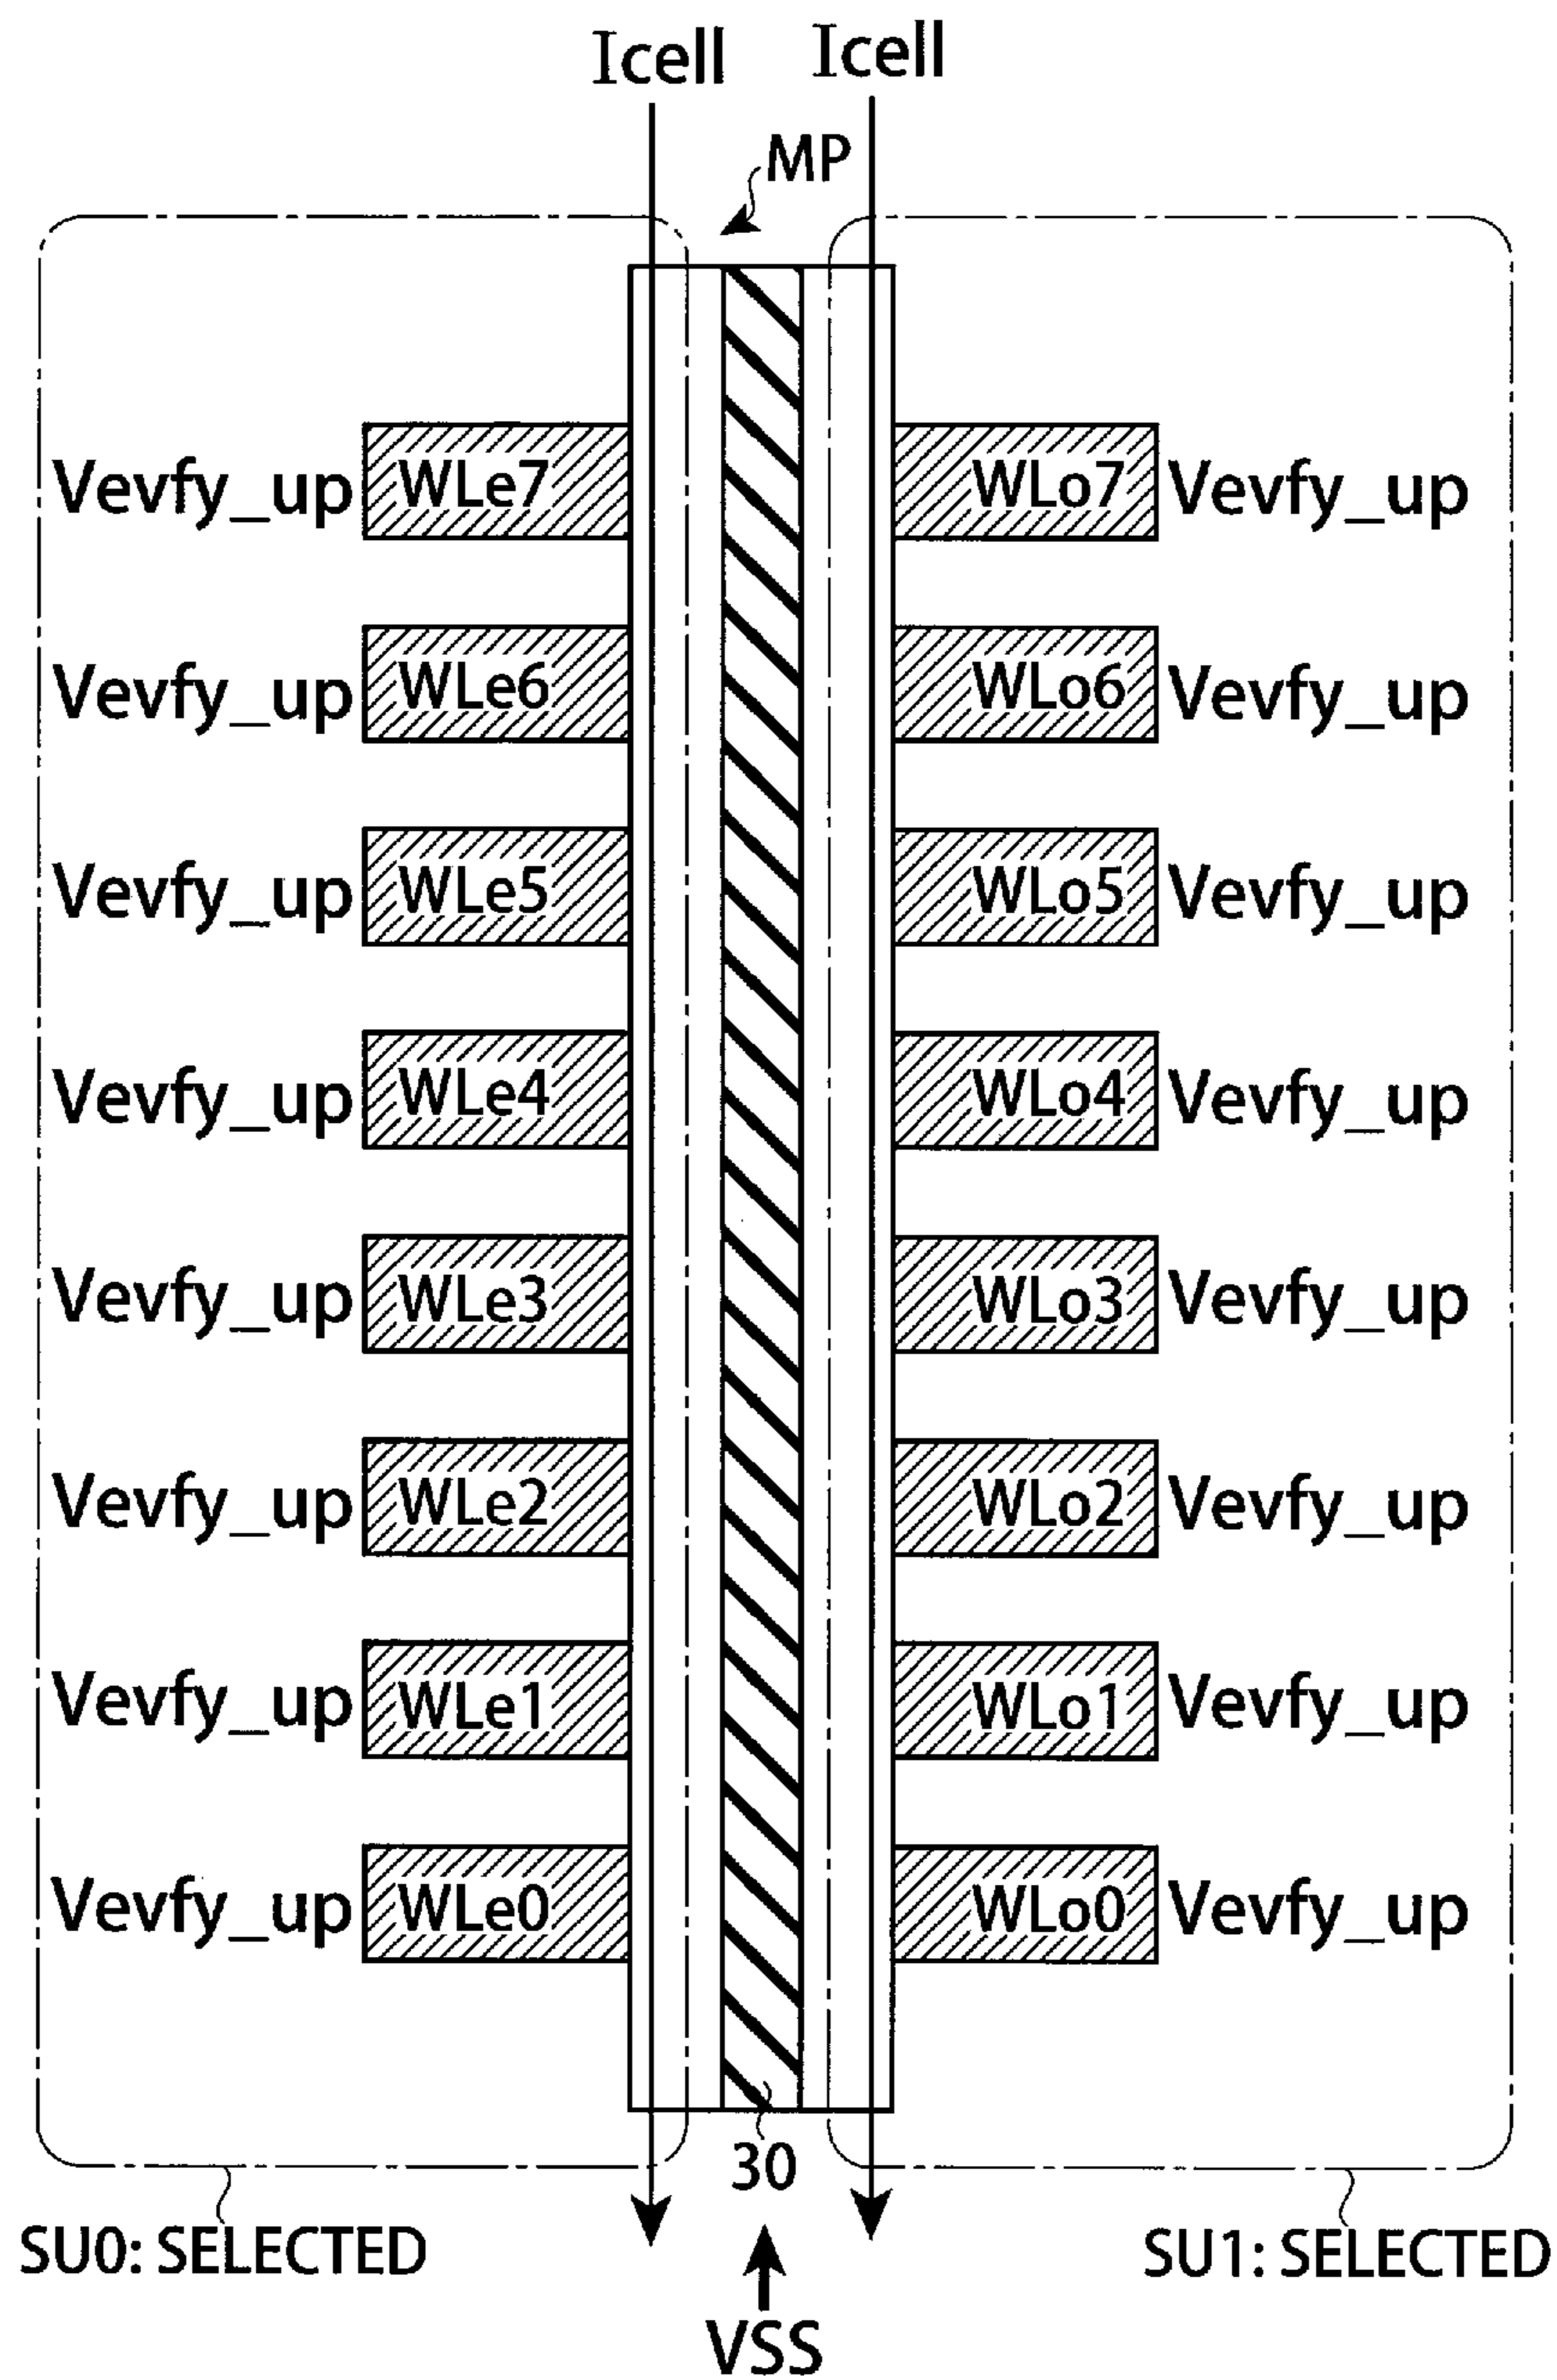 Icell Icell
MP
Vevfy_up WLe7 WLo7 Vevfy_up
Vevfy_up WLe6 WLo6 Vevfy_up
Vevfy_up WLe5 WLo5 Vevfy_up
Vevfy_up WLe4 WLo4 Vevfy_up
Vevfy_up WLe3 WLo3 Vevfy_up
Vevfy_up WLe2 WLo2 Vevfy_up
Vevfy_up WLe1 WLo1 Vevfy_up
Vevfy_up WLe0 WLo0 Vevfy_up
30
SU0: SELECTED SU1: SELECTED
VSS